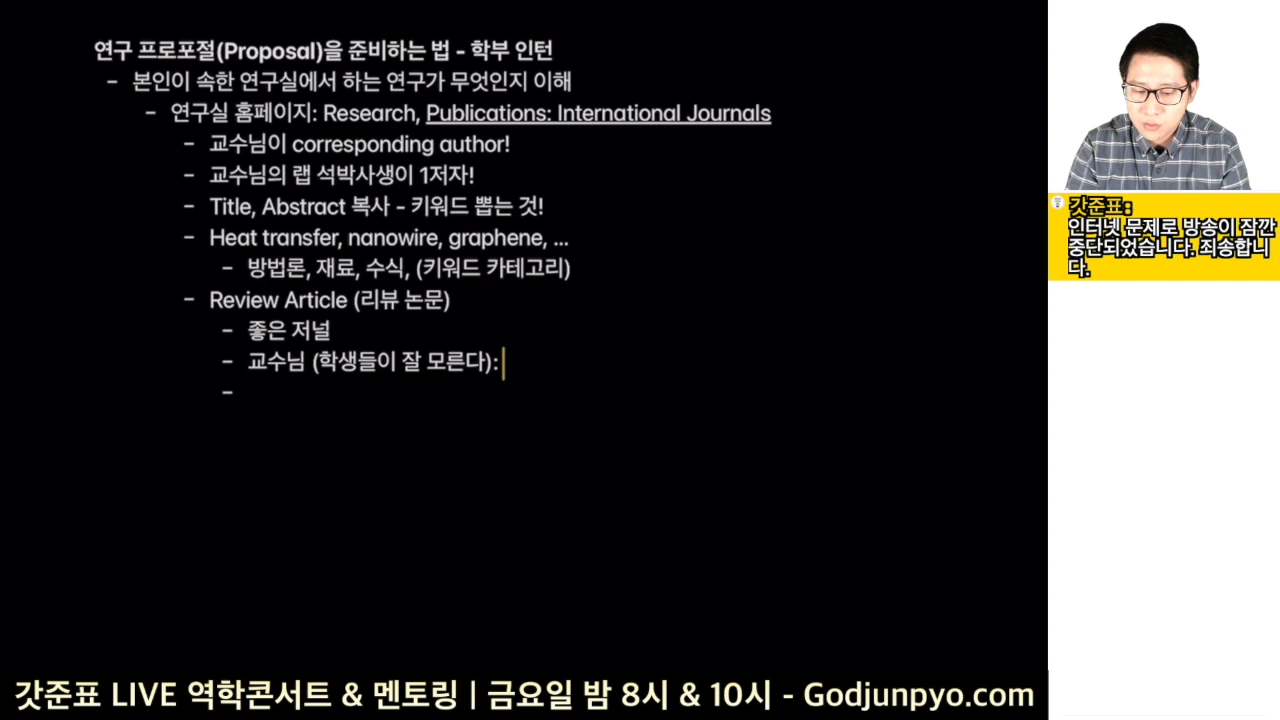 연구 프로포절(Proposal)을 준비하는 법 - 학부 인턴
- 본인이 속한 연구실에서 하는 연구가 무엇인지 이해
- 연구실 홈페이지: Research, Publications: International Journals
- 교수님이 corresponding author!
- 교수님의 랩 석박사생이 1저자!
- Title, Abstract 복사 - 키워드 뽑는 것!
- Heat transfer, nanowire, graphene, ...
- 방법론, 재료, 수식, (키워드 카테고리)
- Review Article (리뷰 논문)
- 좋은 저널
- 교수님 (학생들이 잘 모른다):
-
갓준표:
인터넷 문제로 방송이 잠깐
중단되었습니다. 죄송합니
다.
갓준표 LIVE 역학콘서트 & 멘토링 | 금요일 밤 8시 & 10시 - Godjunpyo.com